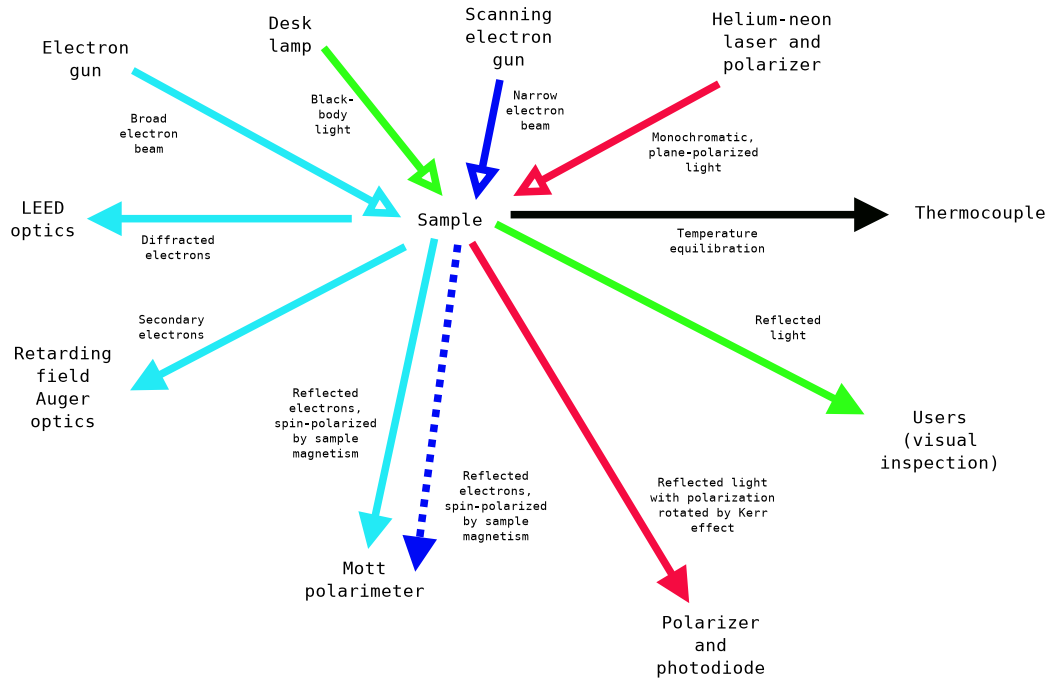 Electron
gun
Desk
lamp
Scanning
electron
gun
Helium-neon
laser and
polarizer
Broad
electron
beam
Black-
body
light
Narrow
electron
beam
Monochromatic,
plane-polarized
light
LEED
optics
Sample
Thermocouple
Diffracted
electrons
Temperature
equilibration
Secondary
electrons
Reflected
light
Retarding
field
Auger
optics
Reflected
electrons,
spin-polarized
by sample
magnetism
Users
(visual
inspection)
Reflected
electrons,
spin-polarized
by sample
magnetism
Reflected light
with polarization
rotated by Kerr
effect
Mott
polarimeter
Polarizer
and
photodiode